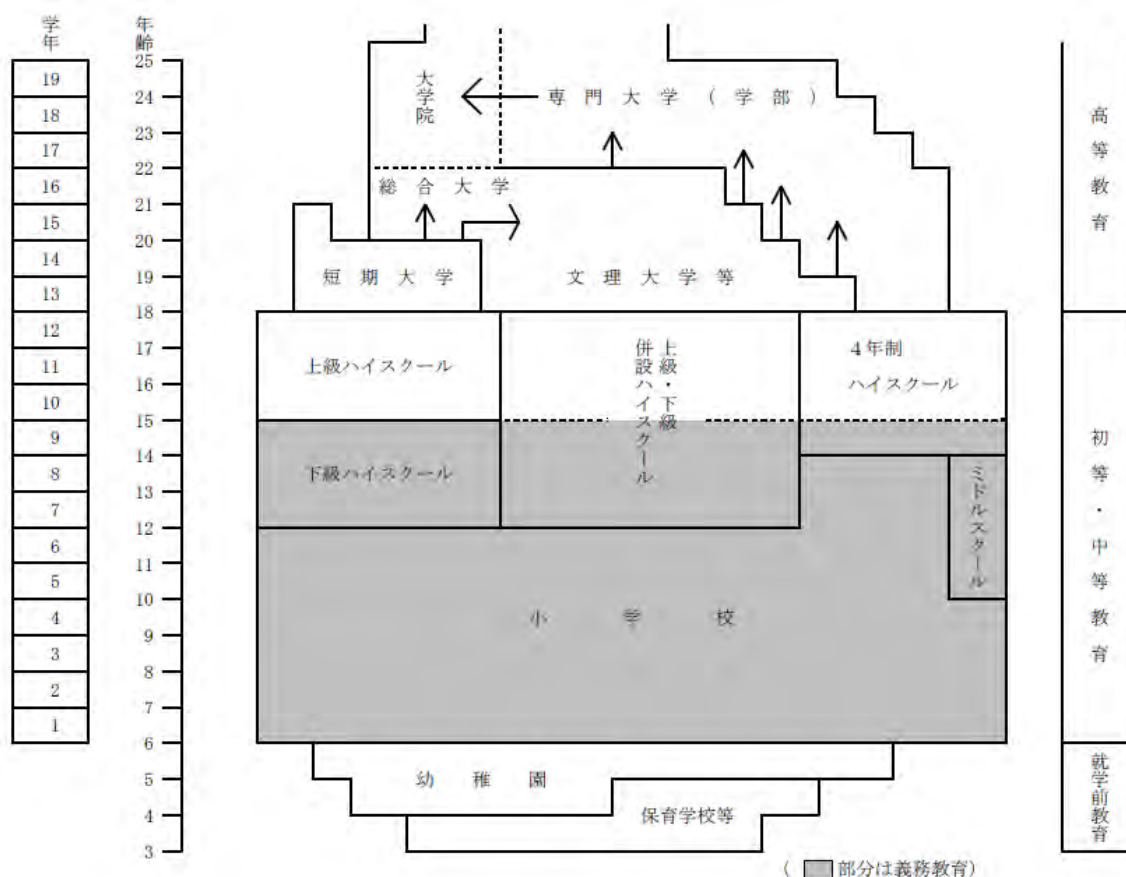 学年
年齢
19
18
17
16
15
14
13
12
11
10
9
8
7
6
5
4
3
2
1
25
24
23
22
21
20
19
18
17
16
15
14
13
12
11
10
9
8
7
6
5
4
3
大学院
専門大学(学部)
総合大学
短期大学
文理大学等
上級ハイスクール
上級・下級
併設ハイスクール
4年制
ハイスクール
下級ハイスクール
ミドルスクール
小学校
幼稚園
保育学校等
高等教育
初等・中等教育
就学前教育
( 部分は義務教育)